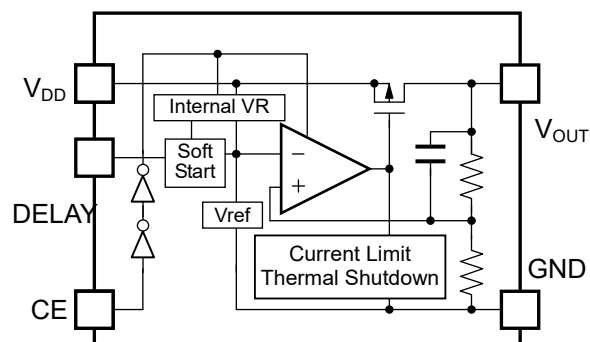 VDD
Internal VR
VOUT
Soft
Start
−
+
DELAY
Vref
Current Limit
Thermal Shutdown
GND
CE